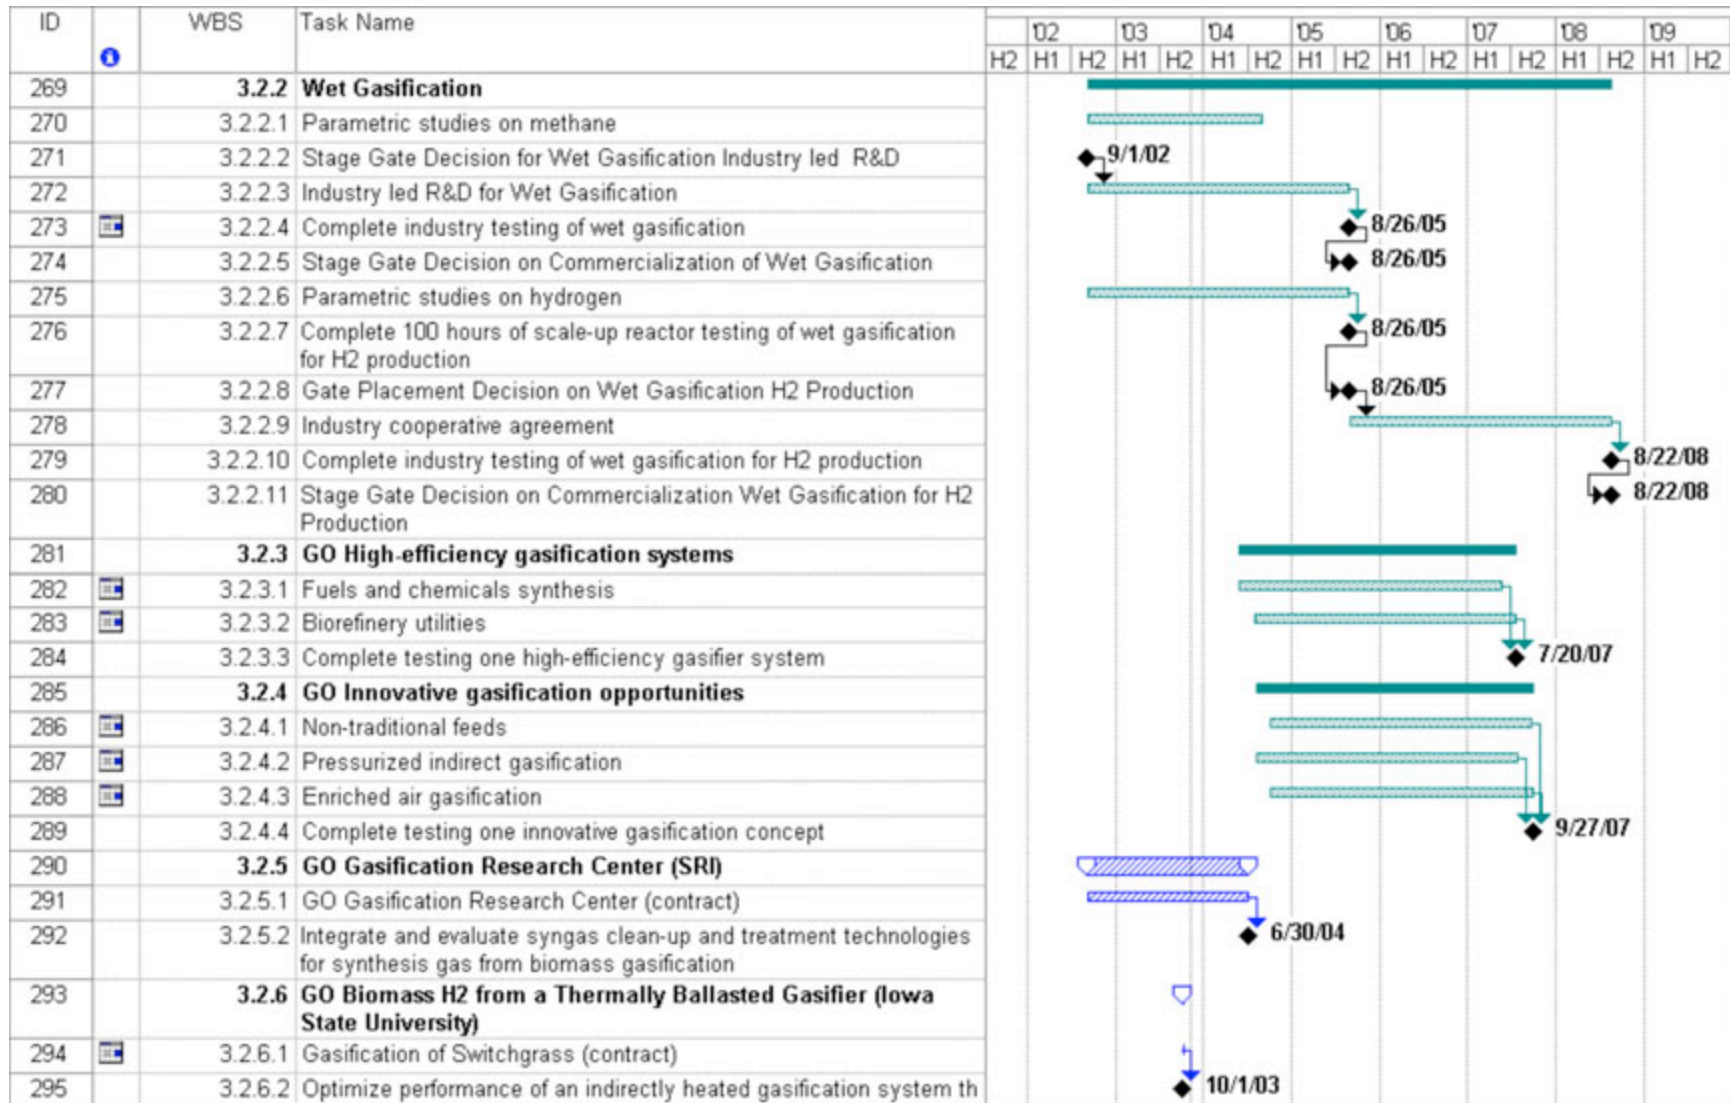 ID WBS Task Name
'02 '03 '04 '05 '06 '07 '08 '09
H2 H1 H2 H1 H2 H1 H2 H1 H2 H1 H2 H1 H2 H1 H2 H1 H2
269 3.2.2 Wet Gasification
270 3.2.2.1 Parametric studies on methane
271 3.2.2.2 Stage Gate Decision for Wet Gasification Industry led R&D 9/1/02
272 3.2.2.3 Industry led R&D for Wet Gasification
273 3.2.2.4 Complete industry testing of wet gasification 8/26/05
274 3.2.2.5 Stage Gate Decision on Commercialization of Wet Gasification 8/26/05
275 3.2.2.6 Parametric studies on hydrogen
276 3.2.2.7 Complete 100 hours of scale-up reactor testing of wet gasification 8/26/05
for H2 production
277 3.2.2.8 Gate Placement Decision on Wet Gasification H2 Production 8/26/05
278 3.2.2.9 Industry cooperative agreement
279 3.2.2.10 Complete industry testing of wet gasification for H2 production 8/22/08
280 3.2.2.11 Stage Gate Decision on Commercialization Wet Gasification for H2 8/22/08
Production
281 3.2.3 GO High-efficiency gasification systems
282 3.2.3.1 Fuels and chemicals synthesis
283 3.2.3.2 Biorefinery utilities
284 3.2.3.3 Complete testing one high-efficiency gasifier system 7/20/07
285 3.2.4 GO Innovative gasification opportunities
286 3.2.4.1 Non-traditional feeds
287 3.2.4.2 Pressurized indirect gasification
288 3.2.4.3 Enriched air gasification
289 3.2.4.4 Complete testing one innovative gasification concept 9/27/07
290 3.2.5 GO Gasification Research Center (SRI)
291 3.2.5.1 GO Gasification Research Center (contract)
292 3.2.5.2 Integrate and evaluate syngas clean-up and treatment technologies 6/30/04
for synthesis gas from biomass gasification
293 3.2.6 GO Biomass H2 from a Thermally Ballasted Gasifier (Iowa
State University)
294 3.2.6.1 Gasification of Switchgrass (contract)
295 3.2.6.2 Optimize performance of an indirectly heated gasification system th 10/1/03